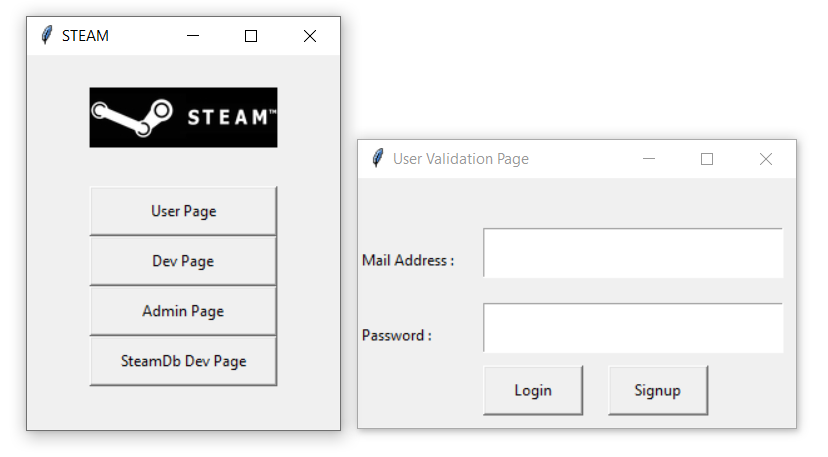 STEAM
STEAM™
User Page
Dev Page
Admin Page
SteamDb Dev Page
User Validation Page
Mail Address :
Password :
Login
Signup